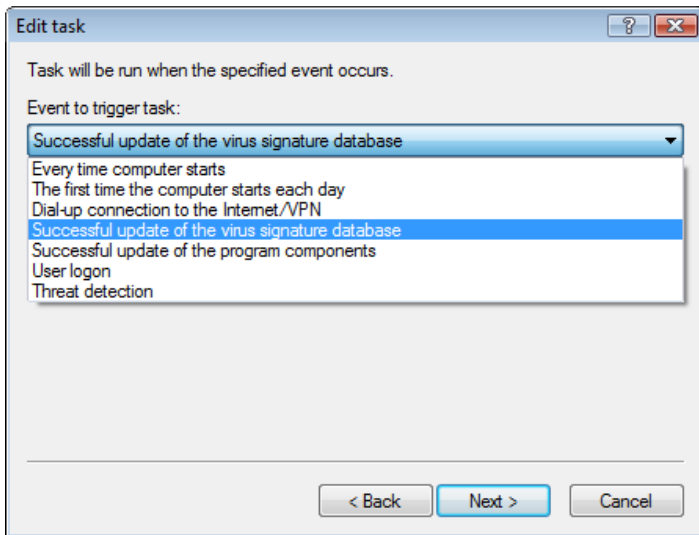 Edit task
?
Task will be run when the specified event occurs.
Event to trigger task:
Successful update of the virus signature database
Every time computer starts
The first time the computer starts each day
Dial-up connection to the Internet/VPN
Successful update of the virus signature database
Successful update of the program components
User logon
Threat detection
< Back Next > Cancel